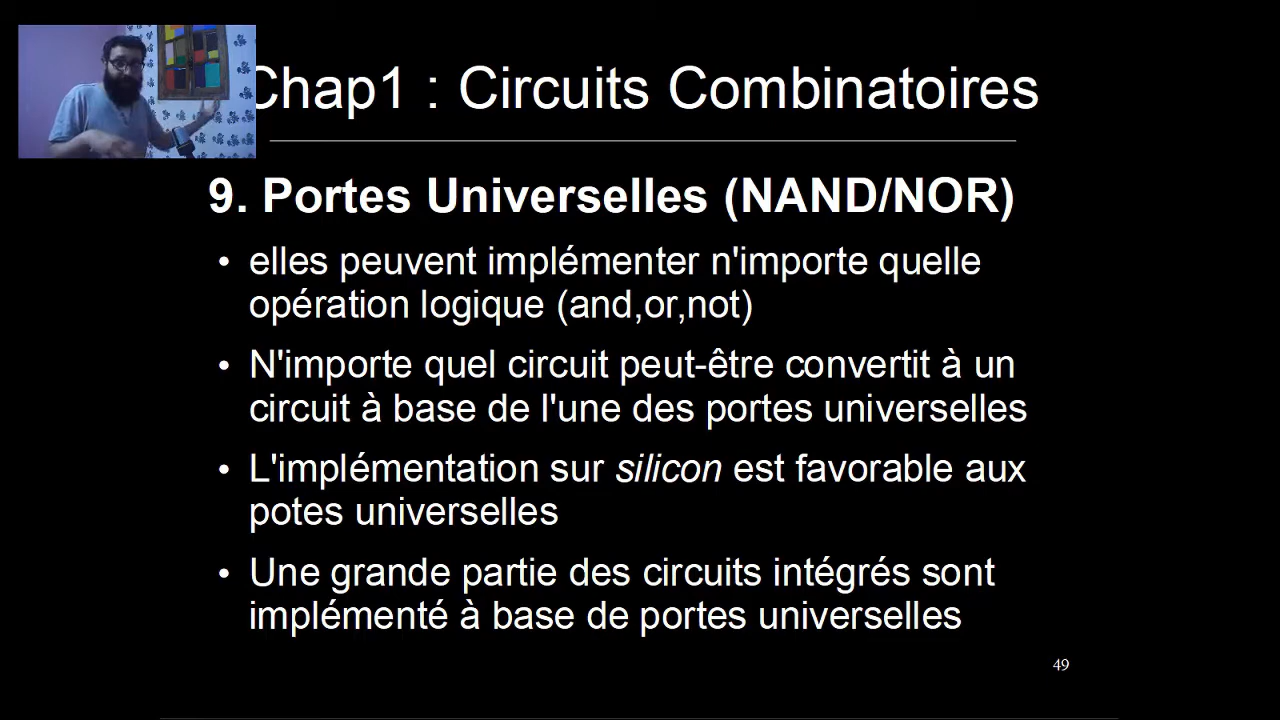 Chap1 : Circuits Combinatoires
9. Portes Universelles (NAND/NOR)
• elles peuvent implémenter n'importe quelle
opération logique (and,or,not)
• N'importe quel circuit peut-être convertit à un
circuit à base de l'une des portes universelles
• L'implémentation sur silicon est favorable aux
potes universelles
• Une grande partie des circuits intégrés sont
implémenté à base de portes universelles
49